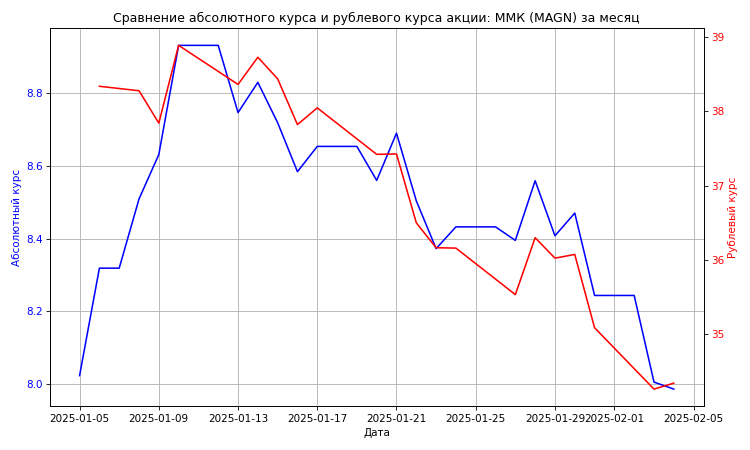 Сравнение абсолютного курса и рублевого курса акции: ММК (MAGN) за месяц
Абсолютный курс
8.8
8.6
8.4
8.2
8.0
39
38
37
36
35
Рублевый курс
2025-01-05 2025-01-09 2025-01-13 2025-01-17 2025-01-21 2025-01-25 2025-01-29 2025-02-01 2025-02-05
Дата